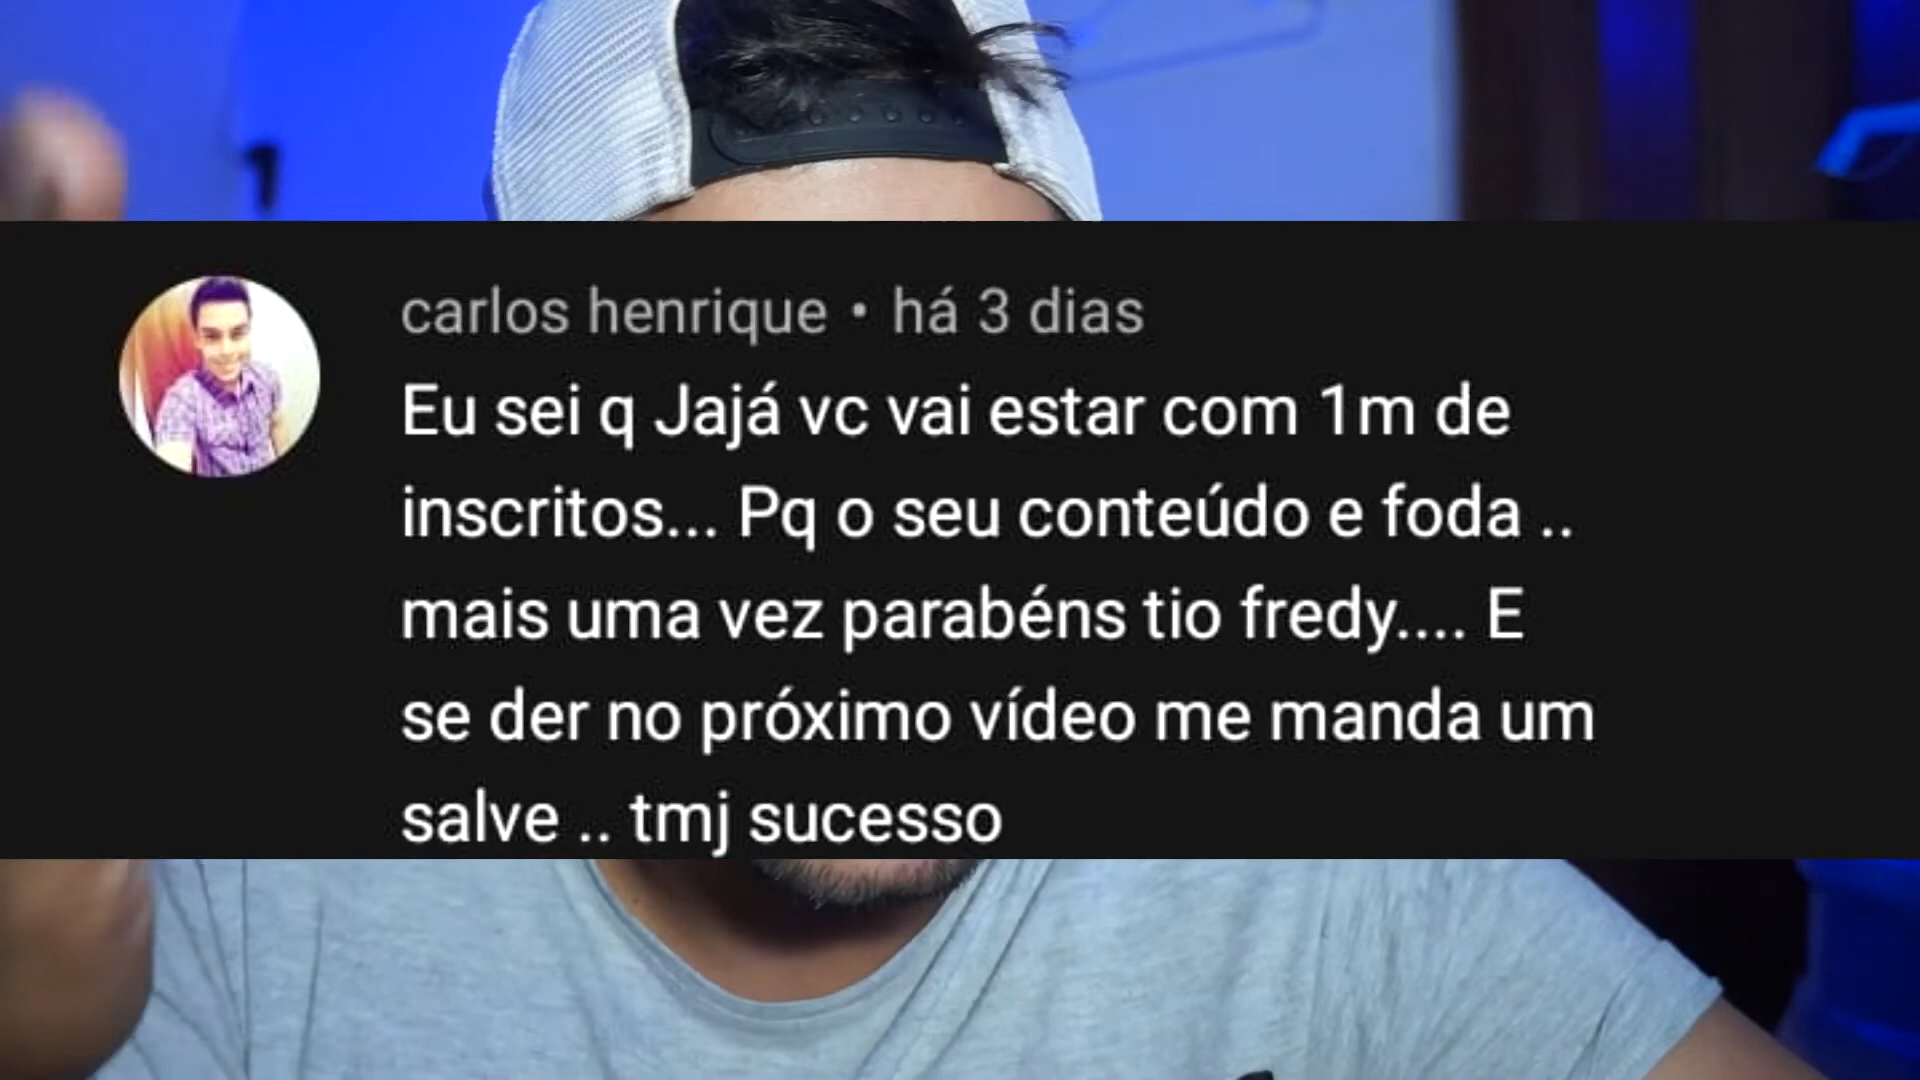 carlos henrique • há 3 dias
Eu sei q Jajá vc vai estar com 1m de
inscritos... Pq o seu conteúdo e foda ..
mais uma vez parabéns tio fredy.... E
se der no próximo vídeo me manda um
salve .. tmj sucesso